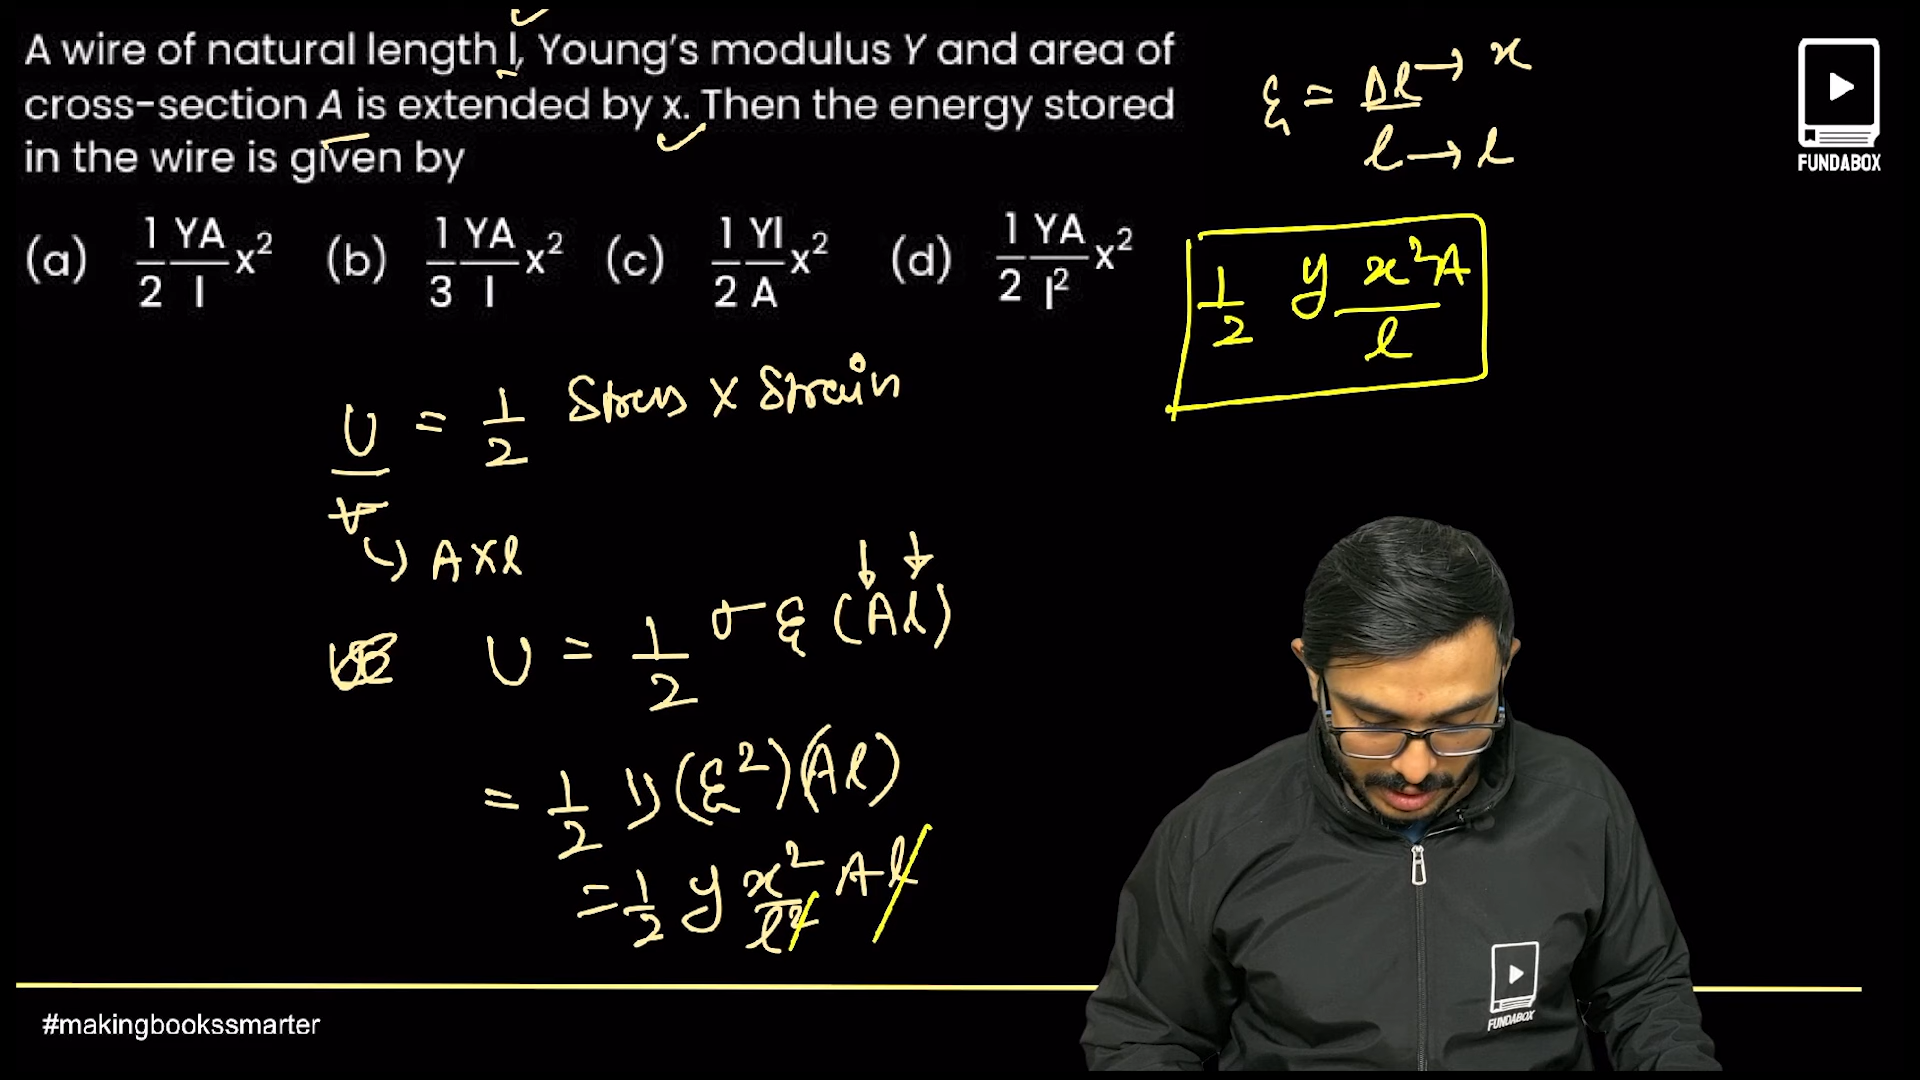 A wire of natural length l, Young's modulus Y and area of
cross-section A is extended by x. Then the energy stored
in the wire is given by
(a) 1/2 YA/l x² (b) 1/3 YA/l x² (c) 1/2 Yl/A x² (d) 1/2 YA/l² x²
ε = Δl → x / l → l
1/2 y x²A/l
U/V = 1/2 Stress × Strain
A×l
U = 1/2 σ ε (Al)
= 1/2 y (ε²)(Al)
= 1/2 y x²/l² Al
FUNDABOX
FUNDABOX
#makingbookssmarter